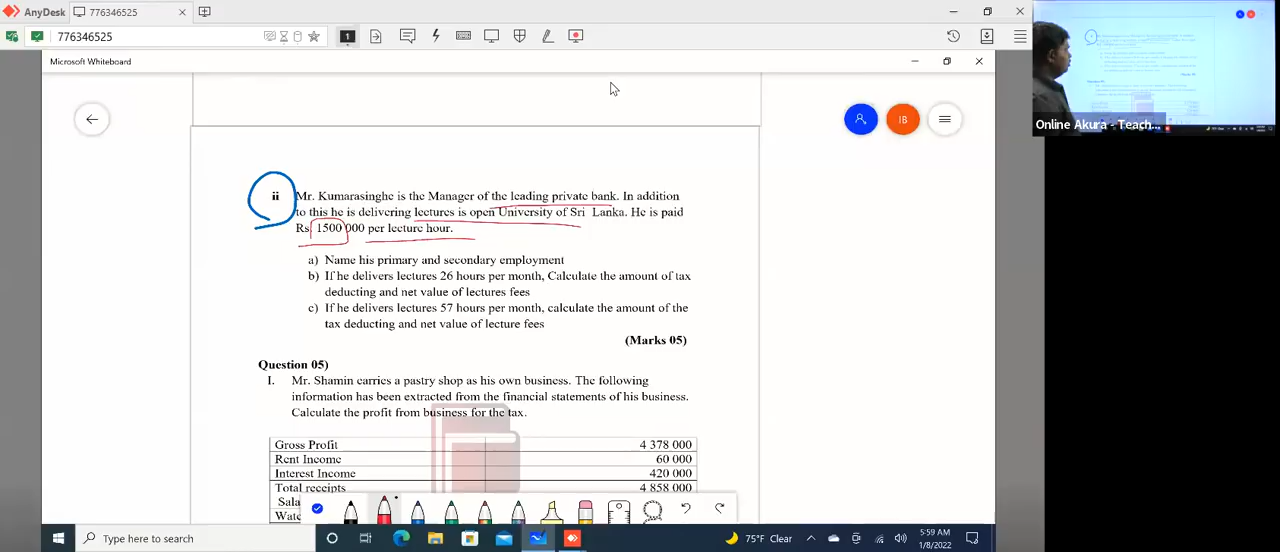 AnyDesk
776346525
776346525
1
Microsoft Whiteboard
IB
Online Akura - Teach...
ii Mr. Kumarasinghe is the Manager of the leading private bank. In addition
to this he is delivering lectures is open University of Sri Lanka. He is paid
Rs 1500 000 per lecture hour.
a) Name his primary and secondary employment
b) If he delivers lectures 26 hours per month, Calculate the amount of tax
deducting and net value of lectures fees
c) If he delivers lectures 57 hours per month, calculate the amount of the
tax deducting and net value of lecture fees
(Marks 05)
Question 05)
I. Mr. Shamin carries a pastry shop as his own business. The following
information has been extracted from the financial statements of his business.
Calculate the profit from business for the tax.
Gross Profit 4 378 000
Rent Income 60 000
Interest Income 420 000
Total receipts 4 858 000
Sala
Wate
Type here to search
75°F Clear
5:59 AM
1/8/2022